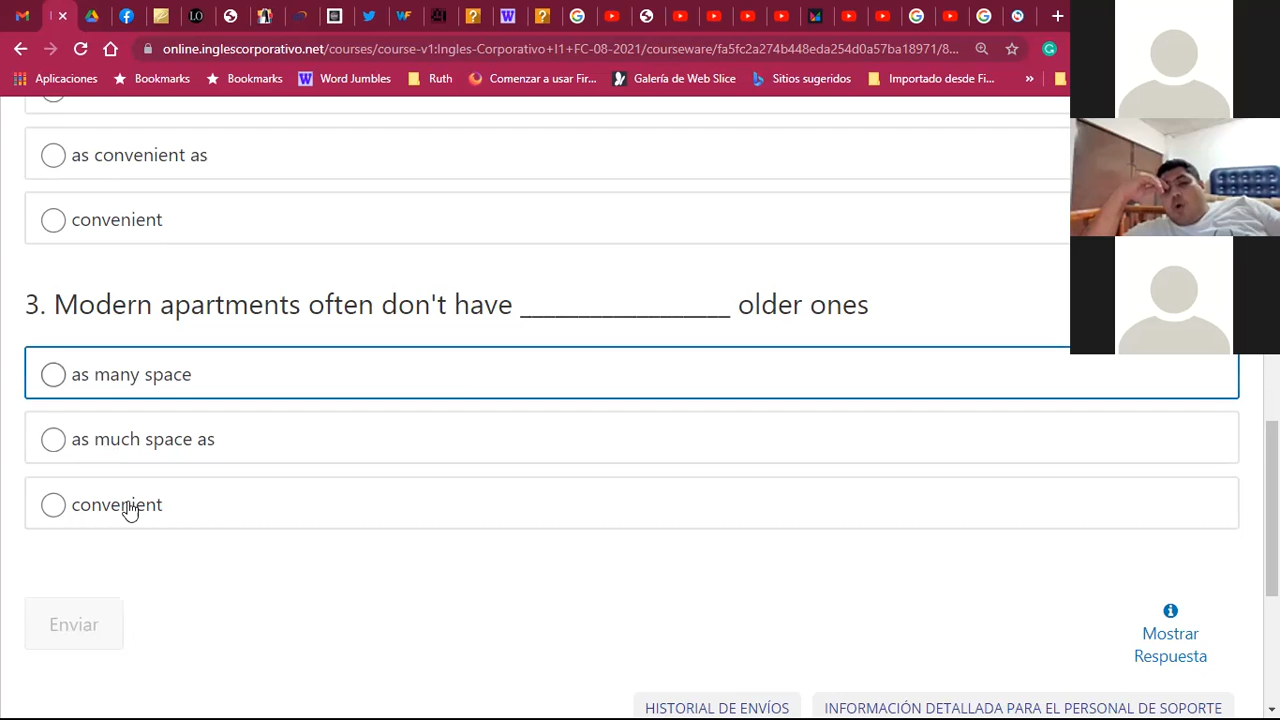 online.inglescorporativo.net/courses/course-v1:Ingles-Corporativo+I1+FC-08-2021/courseware/fa5fc2a274b448eda254d0a57ba18971/8...
Aplicaciones Bookmarks Bookmarks Word Jumbles Ruth Comenzar a usar Fir... Galería de Web Slice Sitios sugeridos Importado desde Fi... »
as convenient as
convenient
3. Modern apartments often don't have __________________ older ones
as many space
as much space as
convenient
Enviar
Mostrar
Respuesta
HISTORIAL DE ENVÍOS INFORMACIÓN DETALLADA PARA EL PERSONAL DE SOPORTE